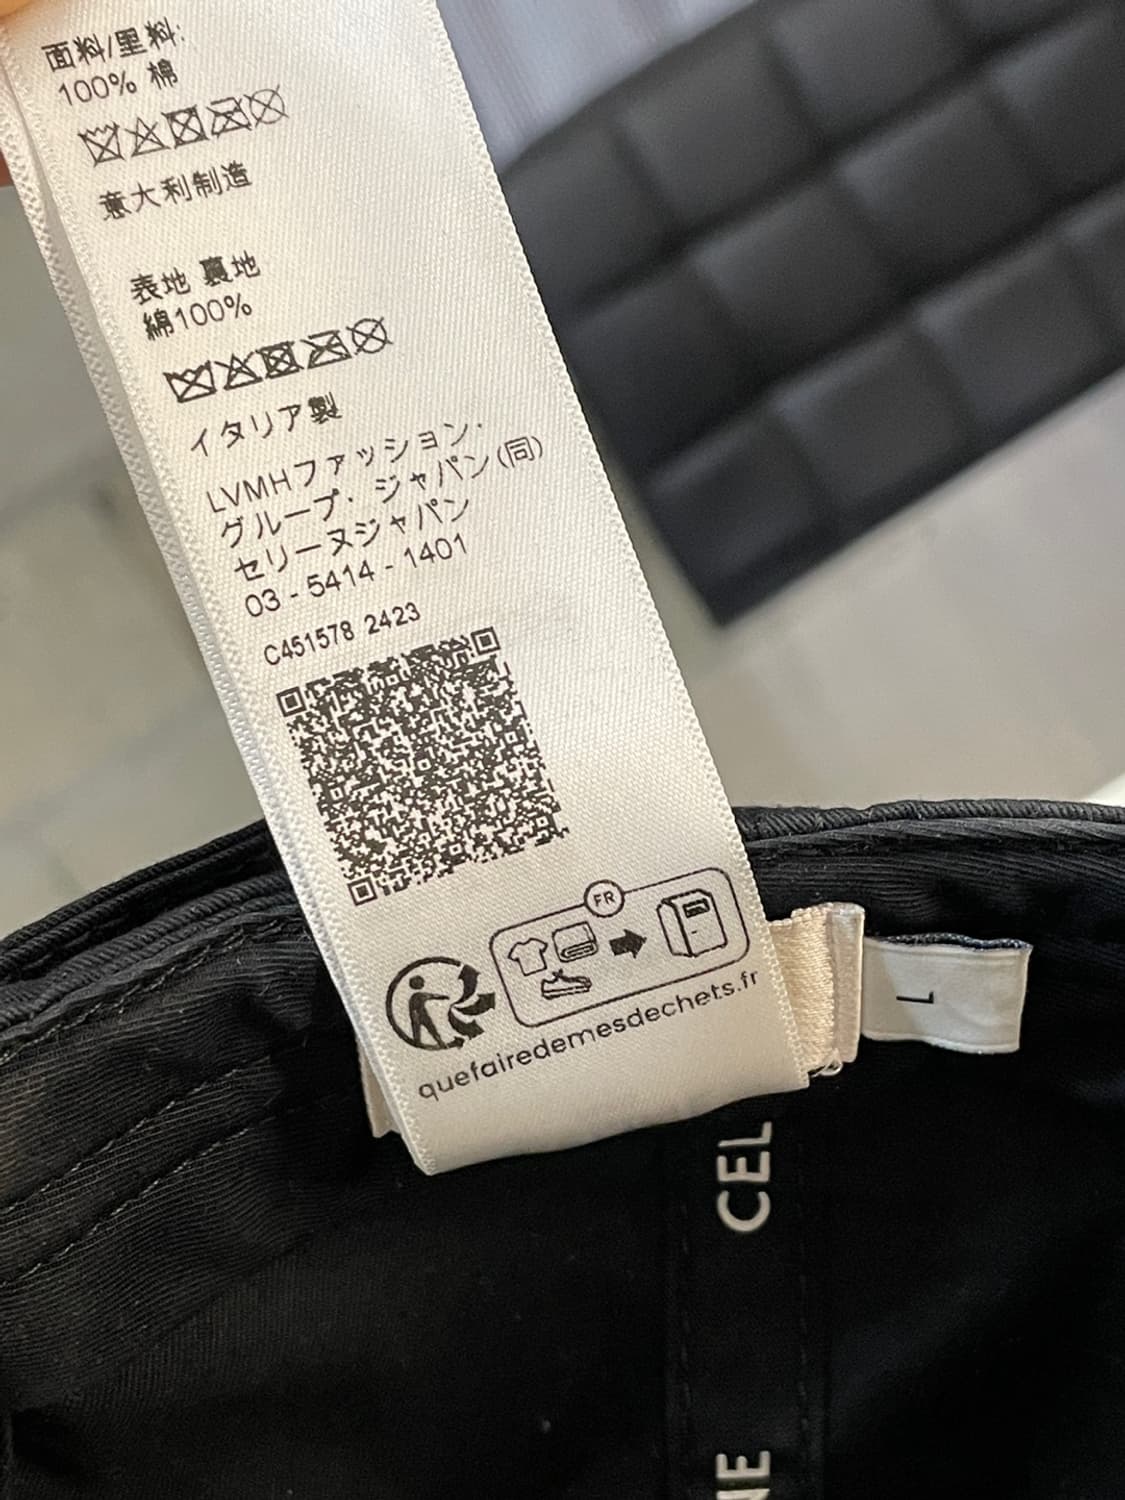 面料/里料:
100% 棉
意大利制造
表地 裏地
綿100%
イタリア製
LVMHファッション・
グループ・ジャパン(同)
セリーヌジャパン
03 - 5414 - 1401
C451578 2423
FR
quefairedemesdechets.fr
L
CEL
NE